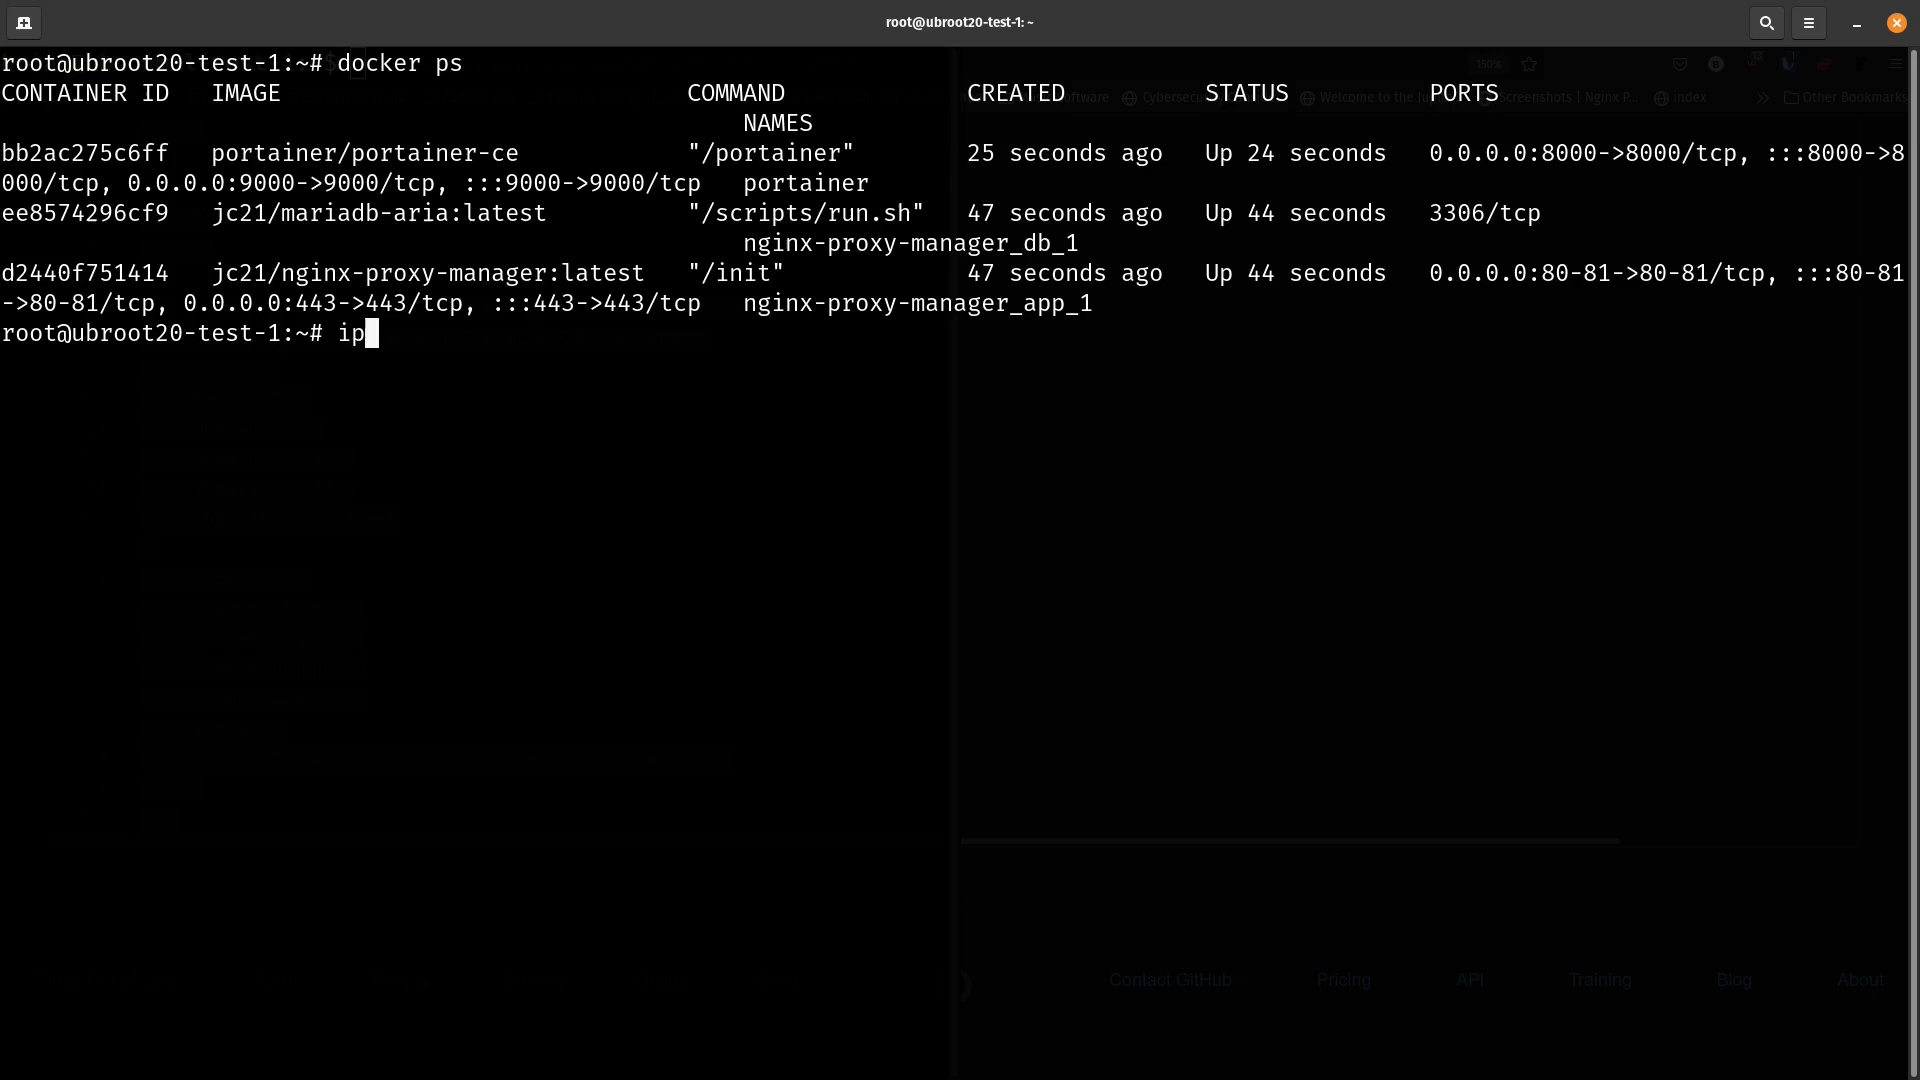 root@ubroot20-test-1: ~
root@ubroot20-test-1:~# docker ps
CONTAINER ID   IMAGE                             COMMAND             CREATED          STATUS          PORTS
NAMES
bb2ac275c6ff   portainer/portainer-ce            "/portainer"        25 seconds ago   Up 24 seconds   0.0.0.0:8000->8000/tcp, :::8000->8
000/tcp, 0.0.0.0:9000->9000/tcp, :::9000->9000/tcp   portainer
ee8574296cf9   jc21/mariadb-aria:latest          "/scripts/run.sh"   47 seconds ago   Up 44 seconds   3306/tcp
nginx-proxy-manager_db_1
d2440f751414   jc21/nginx-proxy-manager:latest   "/init"             47 seconds ago   Up 44 seconds   0.0.0.0:80-81->80-81/tcp, :::80-81
->80-81/tcp, 0.0.0.0:443->443/tcp, :::443->443/tcp   nginx-proxy-manager_app_1
root@ubroot20-test-1:~# ip
150%
Screenshots | Nginx P... index Other Bookmarks
Contact GitHub Pricing API Training Blog About